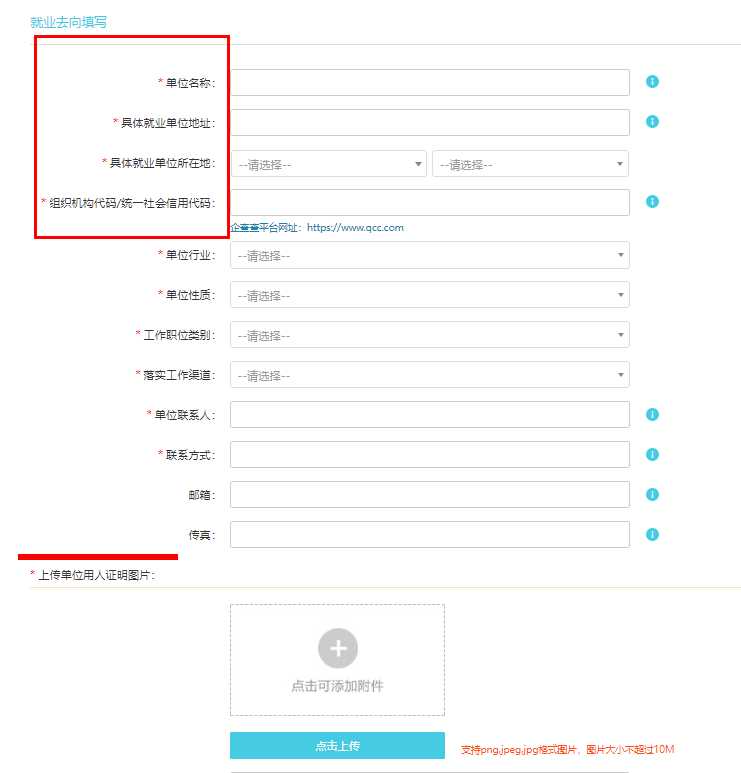 就业去向填写
* 单位名称：
* 具体就业单位地址：
* 具体就业单位所在地： --请选择-- --请选择--
* 组织机构代码/统一社会信用代码：
企查查平台网址：https://www.qcc.com
* 单位行业： --请选择--
* 单位性质： --请选择--
* 工作职位类别： --请选择--
* 落实工作渠道： --请选择--
* 单位联系人：
* 联系方式：
邮箱：
传真：
* 上传单位用人证明图片：
点击可添加附件
点击上传 支持png,jpeg,jpg格式图片，图片大小不超过10M